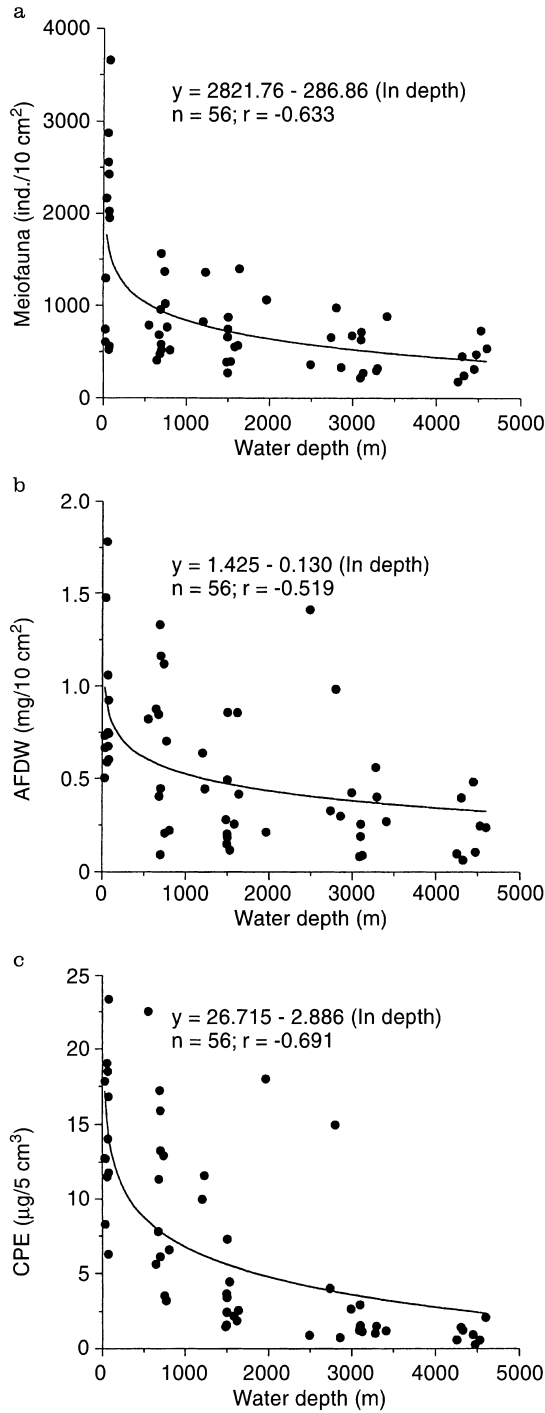 a
4000
3000
2000
1000
0
Meiofauna (ind./10 cm²)
y = 2821.76 - 286.86 (ln depth)
n = 56; r = -0.633
0 1000 2000 3000 4000 5000
Water depth (m)
b
2.0
1.5
1.0
0.5
0
AFDW (mg/10 cm²)
y = 1.425 - 0.130 (ln depth)
n = 56; r = -0.519
0 1000 2000 3000 4000 5000
Water depth (m)
c
25
20
15
10
5
0
CPE (µg/5 cm³)
y = 26.715 - 2.886 (ln depth)
n = 56; r = -0.691
0 1000 2000 3000 4000 5000
Water depth (m)